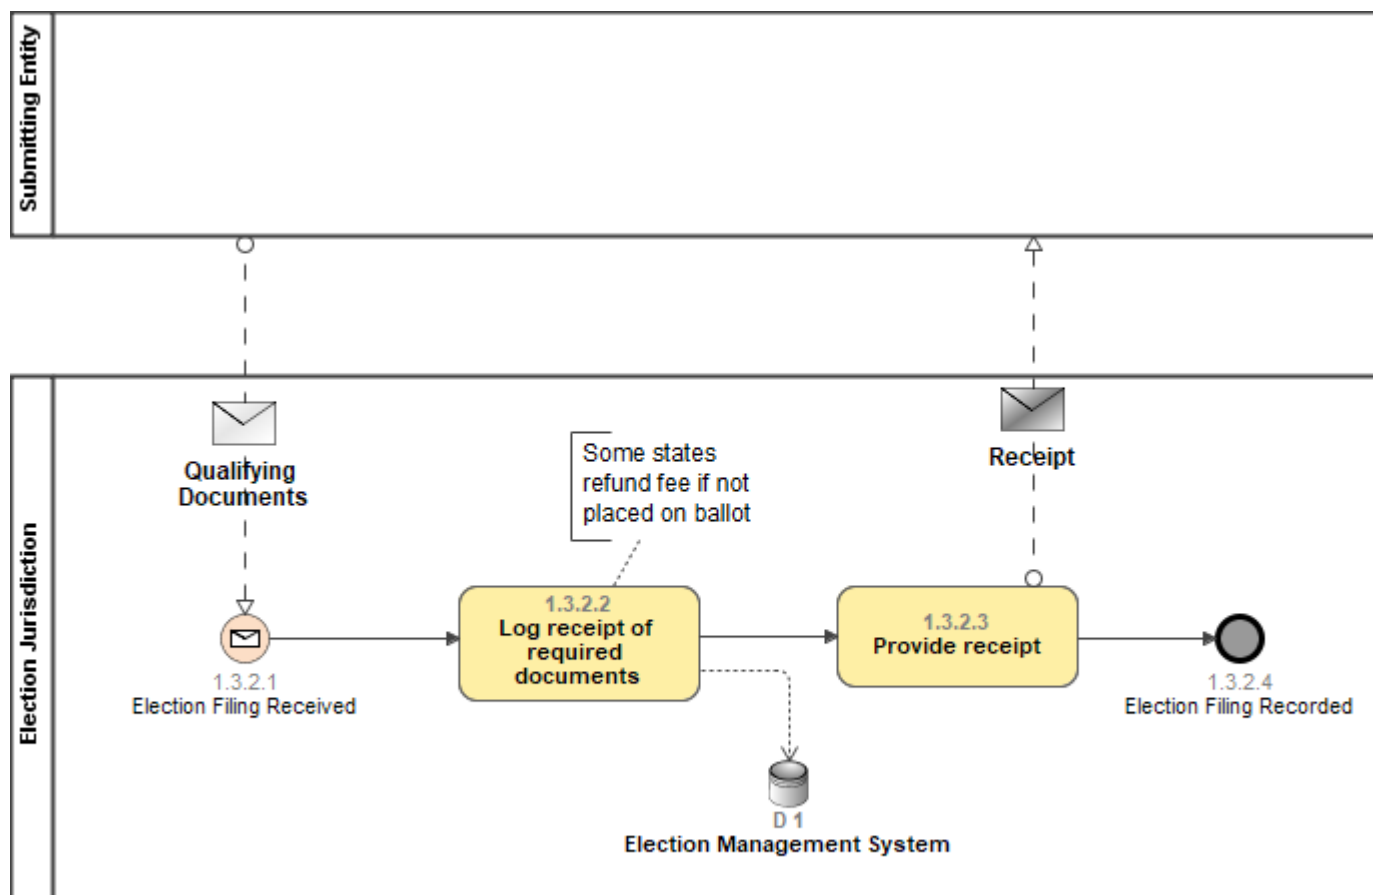 Submitting Entity
Election Jurisdiction
Qualifying
Documents
Some states
refund fee if not
placed on ballot
Receipt
1.3.2.1
Election Filing Received
1.3.2.2
Log receipt of
required
documents
1.3.2.3
Provide receipt
1.3.2.4
Election Filing Recorded
D 1
Election Management System